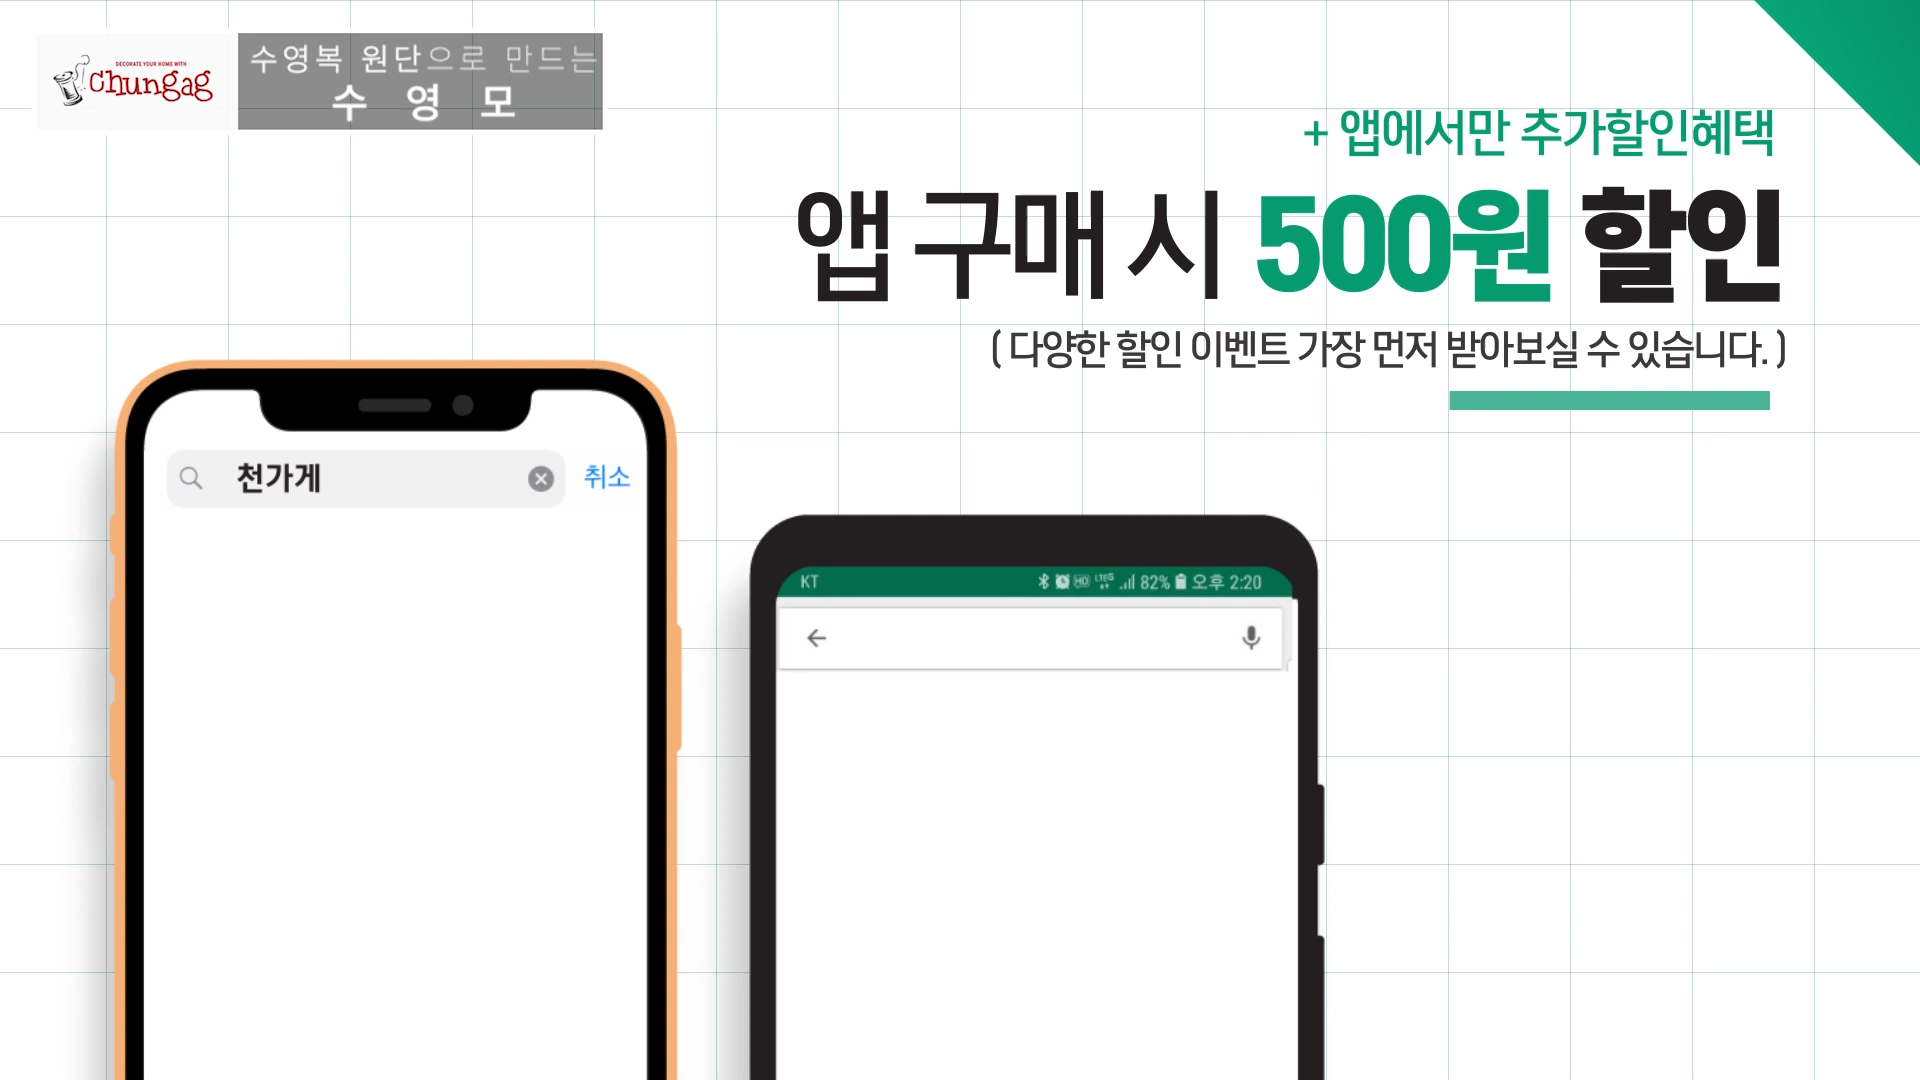 DECORATE YOUR HOME WITH
chungag
수영복 원단으로 만드는
수 영 모
+ 앱에서만 추가할인혜택
앱 구매 시 500원 할인
( 다양한 할인 이벤트 가장 먼저 받아보실 수 있습니다. )
천가게
취소
KT
HD LTE 82% 오후 2:20